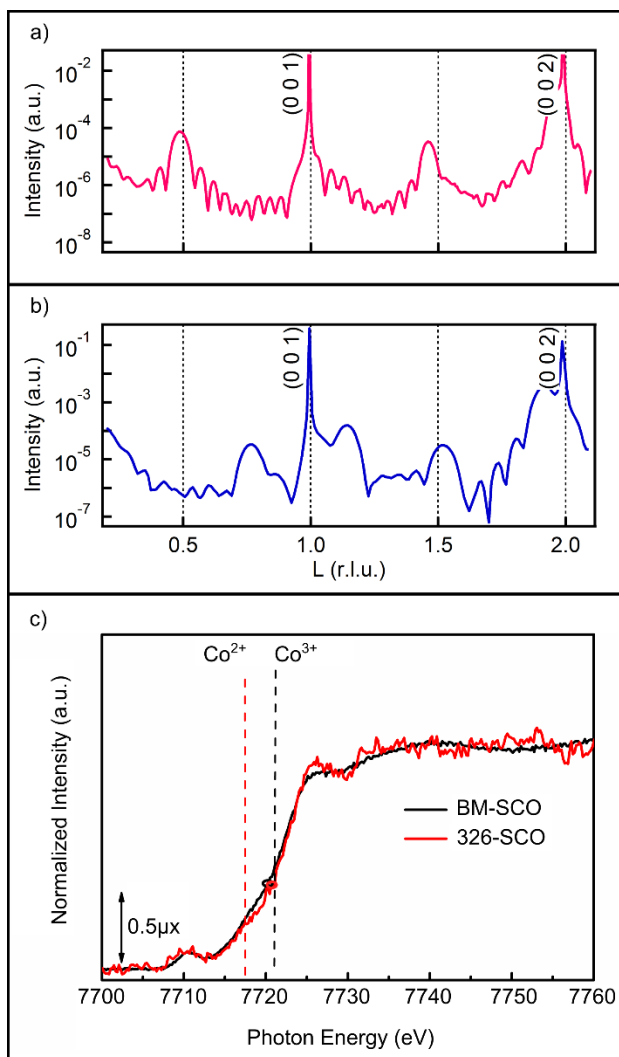 a)
Intensity (a.u.)
10-2
10-4
10-6
10-8
(0 0 1)
(0 0 2)
b)
Intensity (a.u.)
10-1
10-3
10-5
10-7
(0 0 1)
(0 0 2)
0.5 1.0 1.5 2.0
L (r.l.u.)
c)
Co2+ Co3+
Normalized Intensity (a.u.)
BM-SCO
326-SCO
0.5µx
7700 7710 7720 7730 7740 7750 7760
Photon Energy (eV)